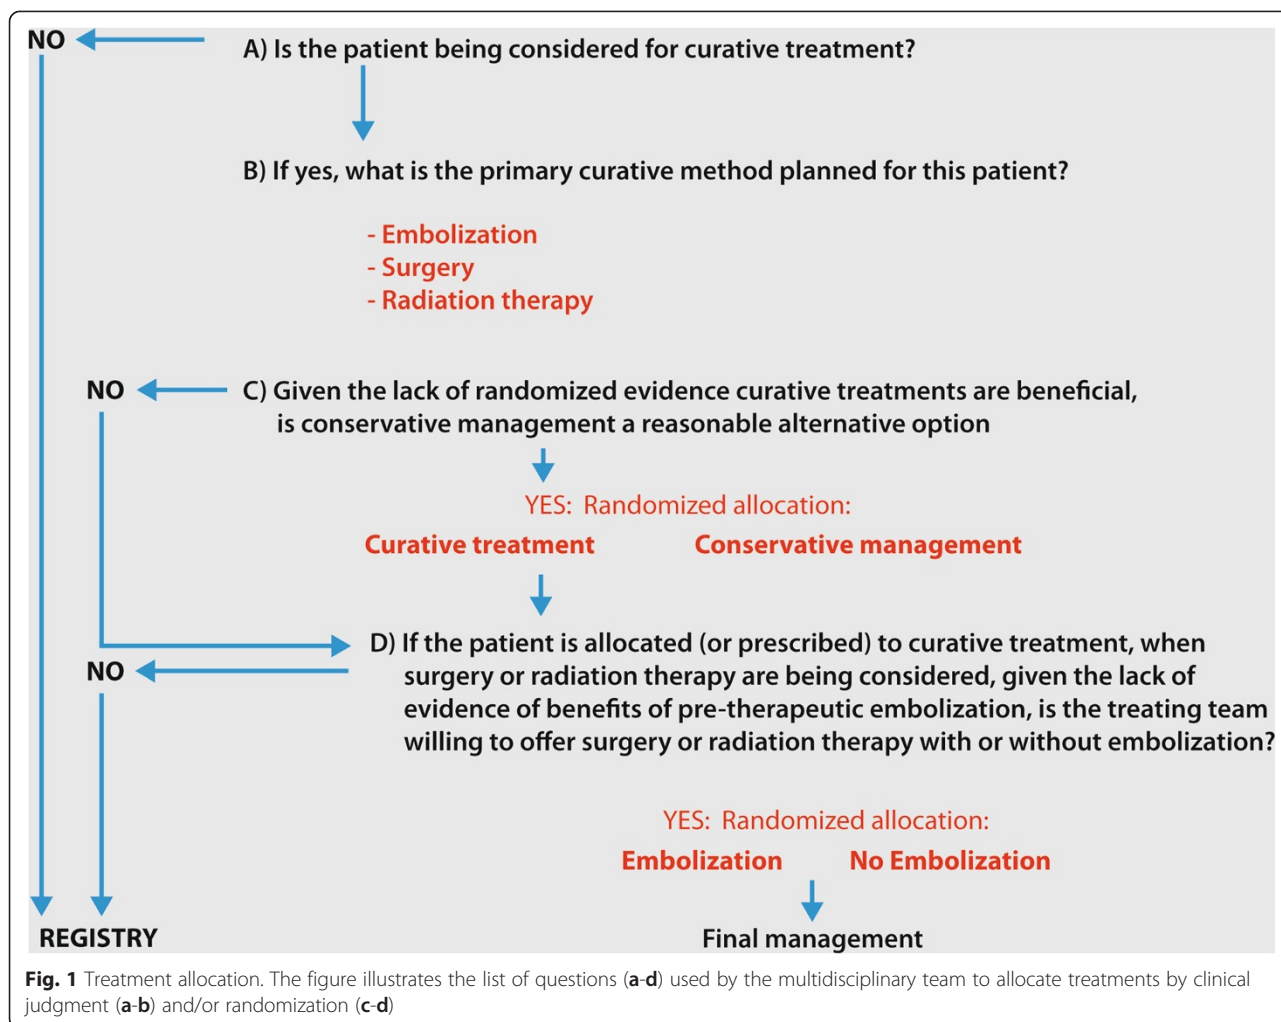 NO
A) Is the patient being considered for curative treatment?
B) If yes, what is the primary curative method planned for this patient?
- Embolization
- Surgery
- Radiation therapy
NO
C) Given the lack of randomized evidence curative treatments are beneficial,
is conservative management a reasonable alternative option
YES: Randomized allocation:
Curative treatment Conservative management
D) If the patient is allocated (or prescribed) to curative treatment, when
NO
surgery or radiation therapy are being considered, given the lack of
evidence of benefits of pre-therapeutic embolization, is the treating team
willing to offer surgery or radiation therapy with or without embolization?
YES: Randomized allocation:
Embolization No Embolization
REGISTRY
Final management
Fig. 1 Treatment allocation. The figure illustrates the list of questions (a-d) used by the multidisciplinary team to allocate treatments by clinical
judgment (a-b) and/or randomization (c-d)